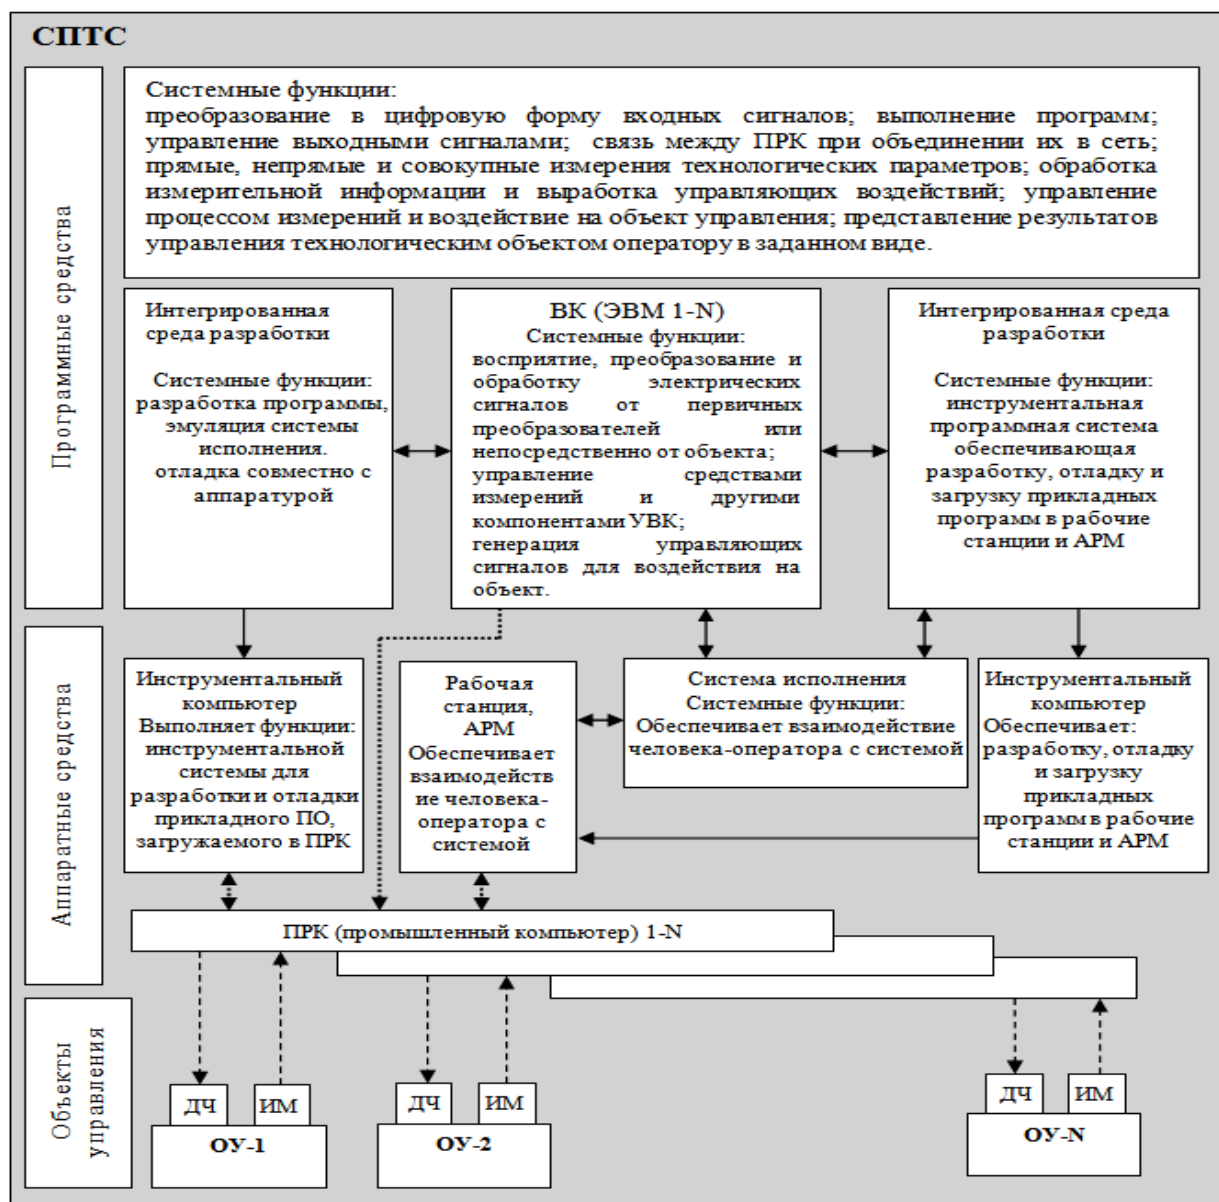 СПТС
Программные средства
Системные функции:
преобразование в цифровую форму входных сигналов; выполнение программ;
управление выходными сигналами; связь между ПРК при объединении их в сеть;
прямые, непрямые и совокупные измерения технологических параметров; обработка
измерительной информации и выработка управляющих воздействий; управление
процессом измерений и воздействие на объект управления; представление результатов
управления технологическим объектом оператору в заданном виде.
Интегрированная
среда разработки
Системные функции:
разработка программы,
эмуляция системы
исполнения.
отладка совместно с
аппаратурой
ВК (ЭВМ 1-N)
Системные функции:
восприятие, преобразование и
обработку электрических
сигналов от первичных
преобразователей или
непосредственно от объекта;
управление средствами
измерений и другими
компонентами УВК;
генерация управляющих
сигналов для воздействия на
объект.
Интегрированная среда
разработки
Системные функции:
инструментальная
программная система
обеспечивающая
разработку, отладку и
загрузку прикладных
программ в рабочие
станции и АРМ
Аппаратные средства
Инструментальный
компьютер
Выполняет функции:
инструментальной
системы для
разработки и отладки
прикладного ПО,
загружаемого в ПРК
Рабочая
станция,
АРМ
Обеспечивает
взаимодейств
ие человека-
оператора с
системой
Система исполнения
Системные функции:
Обеспечивает взаимодействие
человека-оператора с системой
Инструментальный
компьютер
Обеспечивает:
разработку, отладку
и загрузку
прикладных
программ в рабочие
станции и АРМ
ПРК (промышленный компьютер) 1-N
Объекты
управления
ДЧ
ИМ
ОУ-1
ДЧ
ИМ
ОУ-2
ДЧ
ИМ
ОУ-N